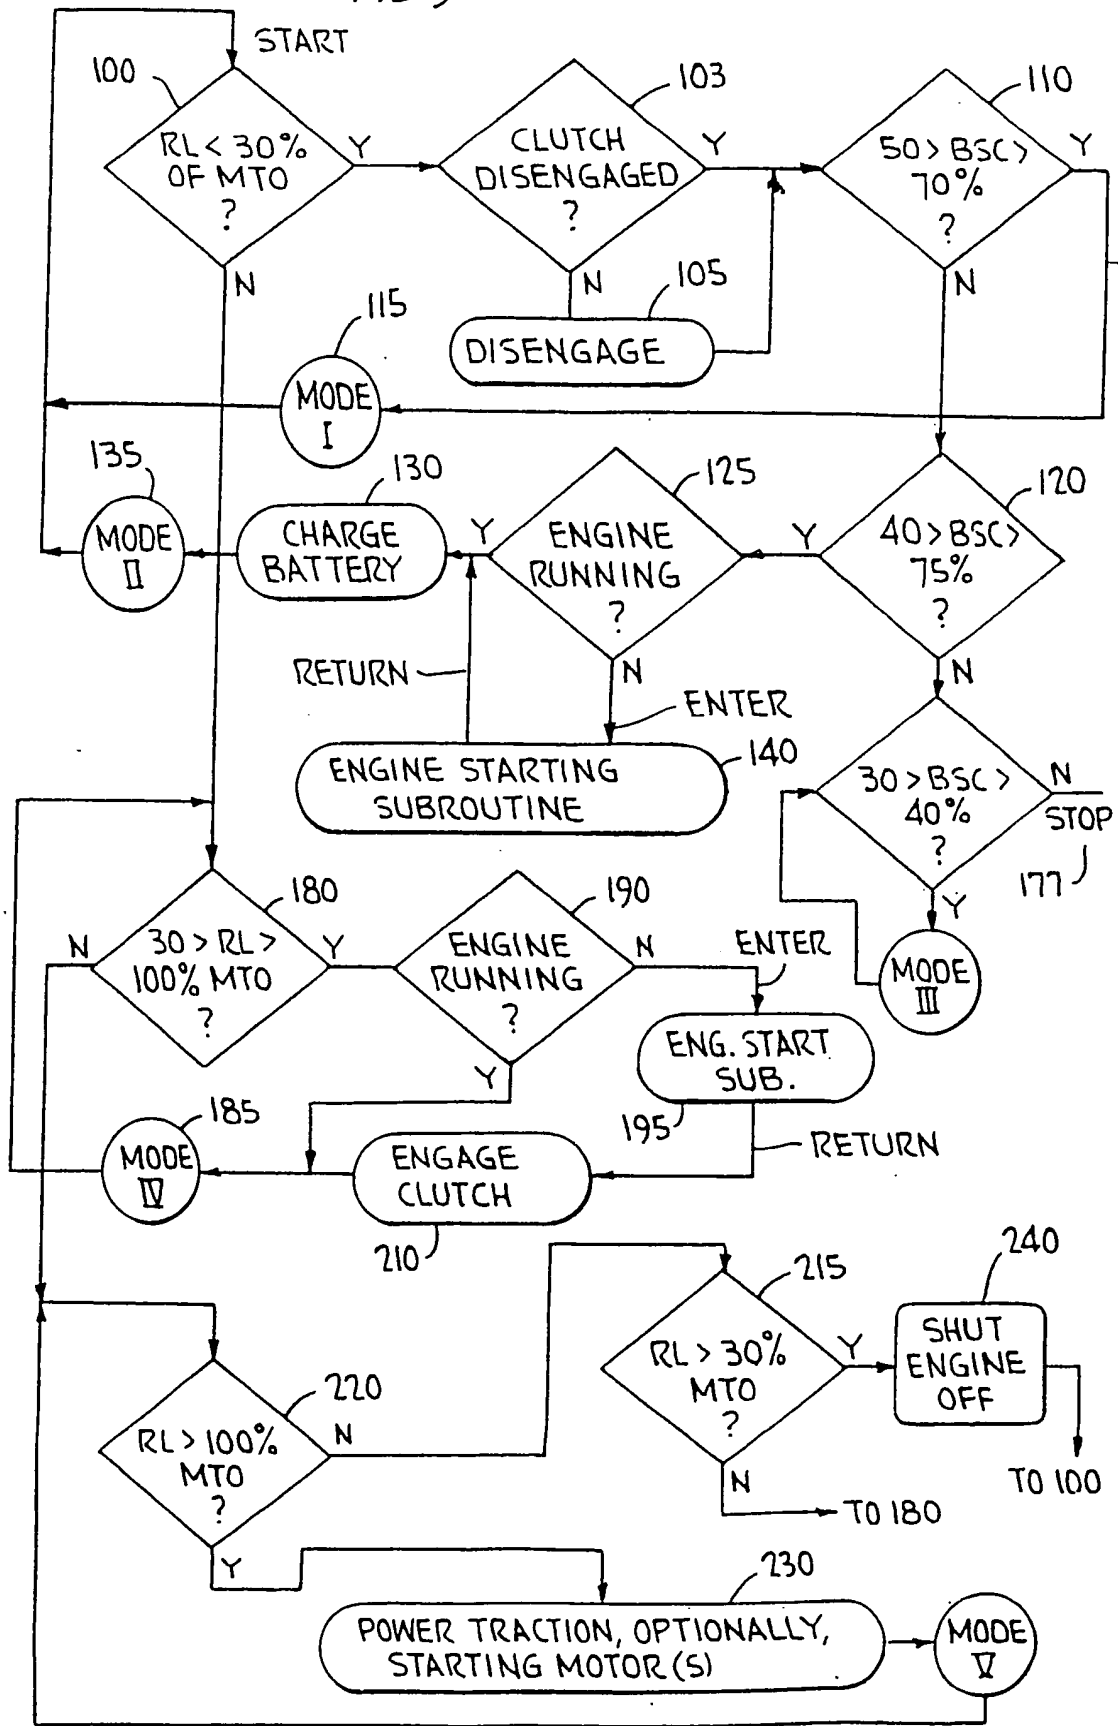 START
100
RL < 30%
OF MTO
?
Y
N
103
CLUTCH
DISENGAGED
?
Y
N
105
DISENGAGE
110
50 > BSC >
70%
?
Y
N
115
MODE
I
120
40 > BSC >
75%
?
Y
N
125
ENGINE
RUNNING
?
Y
N
130
CHARGE
BATTERY
135
MODE
II
RETURN
ENTER
140
ENGINE STARTING
SUBROUTINE
30 > BSC >
40%
?
N
STOP
177
Y
MODE
III
180
30 > RL >
100% MTO
?
N
Y
190
ENGINE
RUNNING
?
N
Y
ENTER
ENG. START
SUB.
195
RETURN
185
MODE
IV
ENGAGE
CLUTCH
210
215
RL > 30%
MTO
?
Y
N
TO 180
240
SHUT
ENGINE
OFF
TO 100
220
RL > 100%
MTO
?
N
Y
230
POWER TRACTION, OPTIONALLY,
STARTING MOTOR(S)
MODE
V